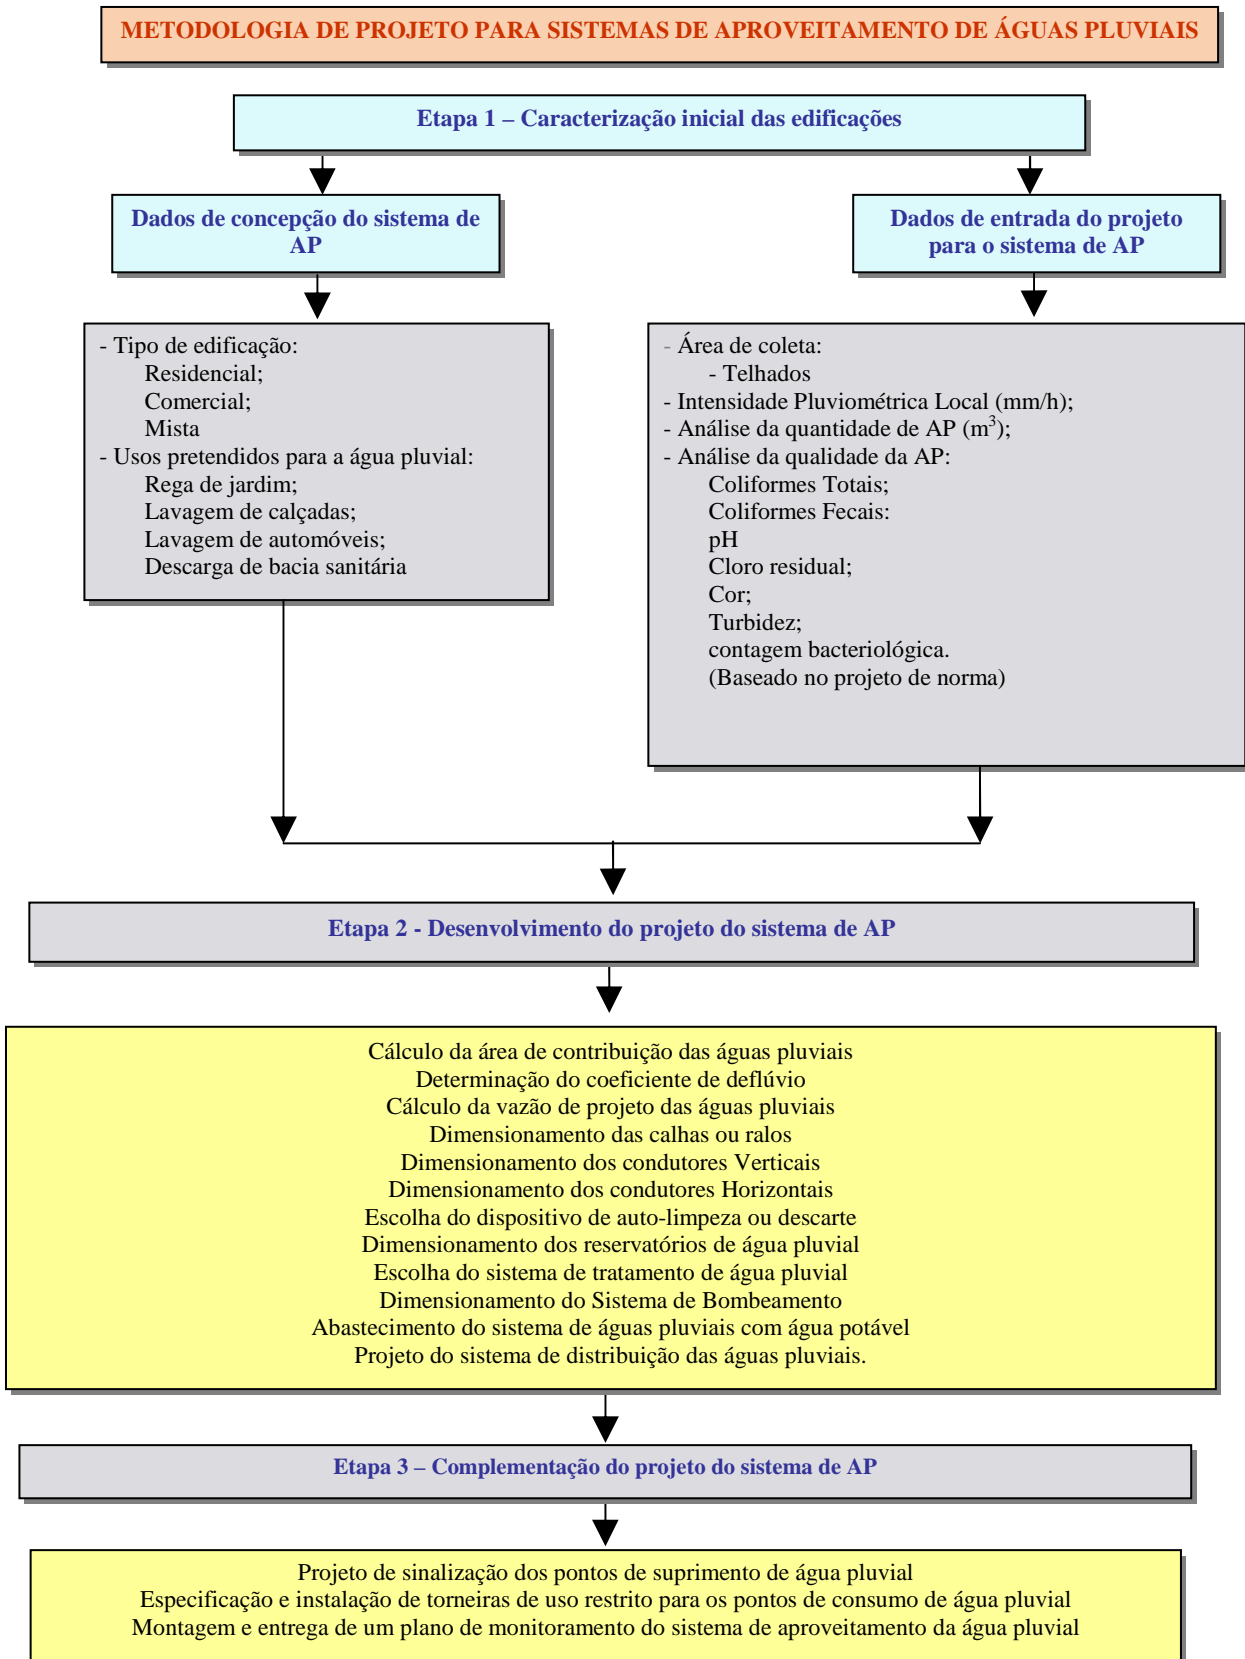 METODOLOGIA DE PROJETO PARA SISTEMAS DE APROVEITAMENTO DE ÁGUAS PLUVIAIS
Etapa 1 – Caracterização inicial das edificações
Dados de concepção do sistema de
AP
Dados de entrada do projeto
para o sistema de AP
- Tipo de edificação:
Residencial;
Comercial;
Mista
- Usos pretendidos para a água pluvial:
Rega de jardim;
Lavagem de calçadas;
Lavagem de automóveis;
Descarga de bacia sanitária
- Área de coleta:
- Telhados
- Intensidade Pluviométrica Local (mm/h);
- Análise da quantidade de AP (m³);
- Análise da qualidade da AP:
Coliformes Totais;
Coliformes Fecais:
pH
Cloro residual;
Cor;
Turbidez;
contagem bacteriológica.
(Baseado no projeto de norma)
Etapa 2 - Desenvolvimento do projeto do sistema de AP
Cálculo da área de contribuição das águas pluviais
Determinação do coeficiente de deflúvio
Cálculo da vazão de projeto das águas pluviais
Dimensionamento das calhas ou ralos
Dimensionamento dos condutores Verticais
Dimensionamento dos condutores Horizontais
Escolha do dispositivo de auto-limpeza ou descarte
Dimensionamento dos reservatórios de água pluvial
Escolha do sistema de tratamento de água pluvial
Dimensionamento do Sistema de Bombeamento
Abastecimento do sistema de águas pluviais com água potável
Projeto do sistema de distribuição das águas pluviais.
Etapa 3 – Complementação do projeto do sistema de AP
Projeto de sinalização dos pontos de suprimento de água pluvial
Especificação e instalação de torneiras de uso restrito para os pontos de consumo de água pluvial
Montagem e entrega de um plano de monitoramento do sistema de aproveitamento da água pluvial